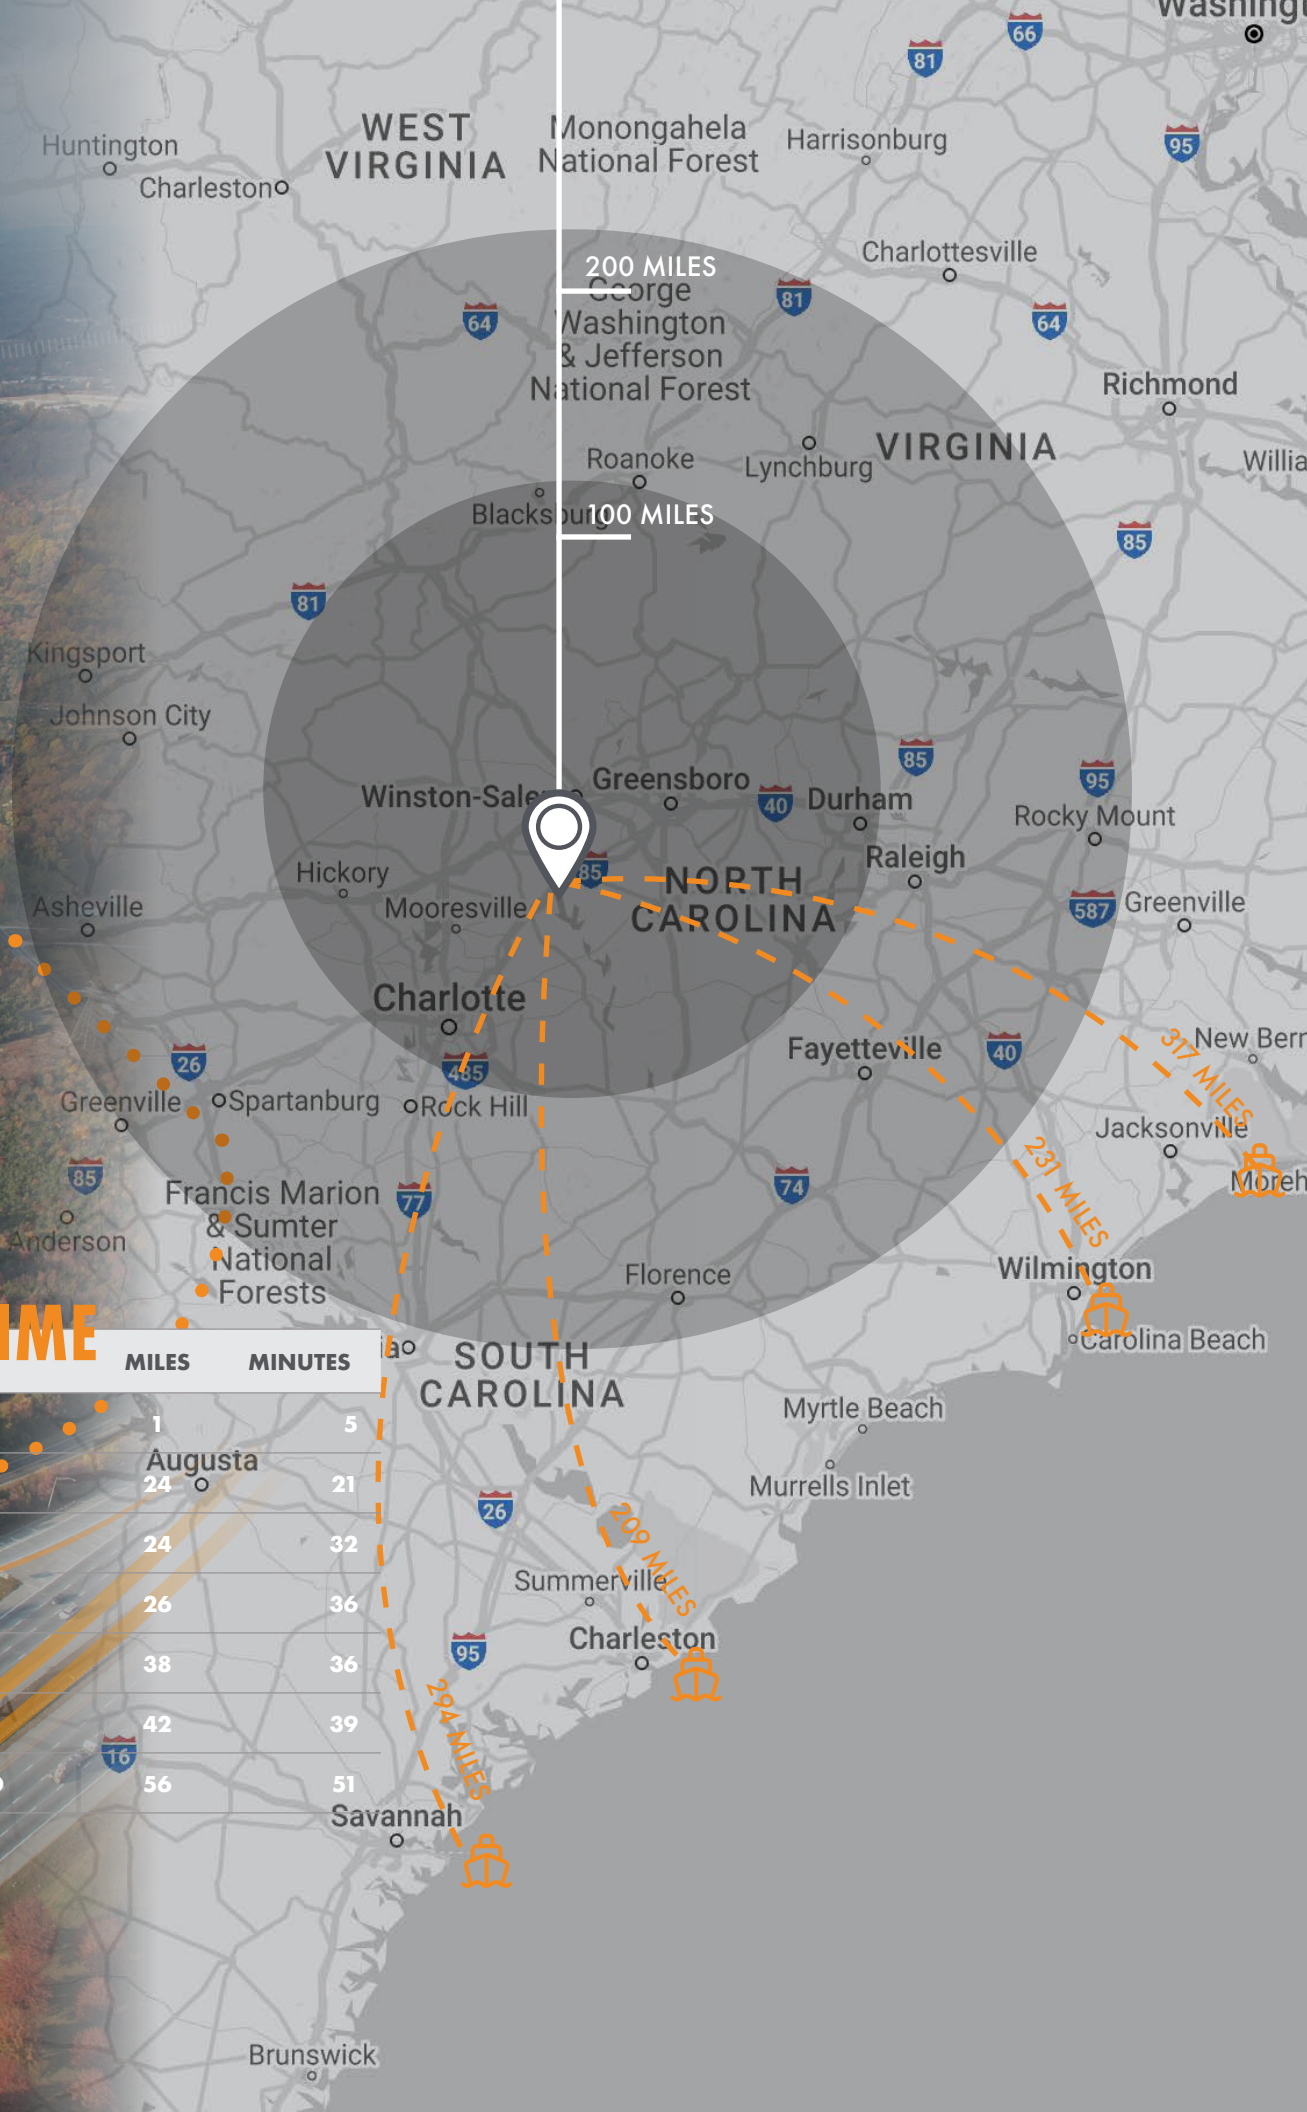 Washingt
66
81
WEST
VIRGINIA
Monongahela
National Forest
Harrisonburg
95
Huntington
Charleston
Charlottesville
200 MILES
George
Washington
& Jefferson
National Forest
64
81
64
Richmond
VIRGINIA
Roanoke
Lynchburg
Willia
Blacksburg
100 MILES
85
81
Kingsport
Johnson City
Winston-Sale
Greensboro
40
Durham
85
95
Rocky Mount
Hickory
85
Raleigh
NORTH
CAROLINA
Asheville
Mooresville
587
Greenville
Charlotte
Fayetteville
40
317 MILES
New Bern
26
485
Greenville
Spartanburg
Rock Hill
Jacksonville
85
Francis Marion
& Sumter
National
Forests
77
74
231 MILES
Moreh
Anderson
Florence
Wilmington
Carolina Beach
IME
MILES MINUTES
ia
SOUTH
CAROLINA
1 5
Augusta
24 21
24 32
26 36
38 36
42 39
56 51
Myrtle Beach
Murrells Inlet
26
209 MILES
Summerville
Charleston
95
294 MILES
16
Savannah
Brunswick